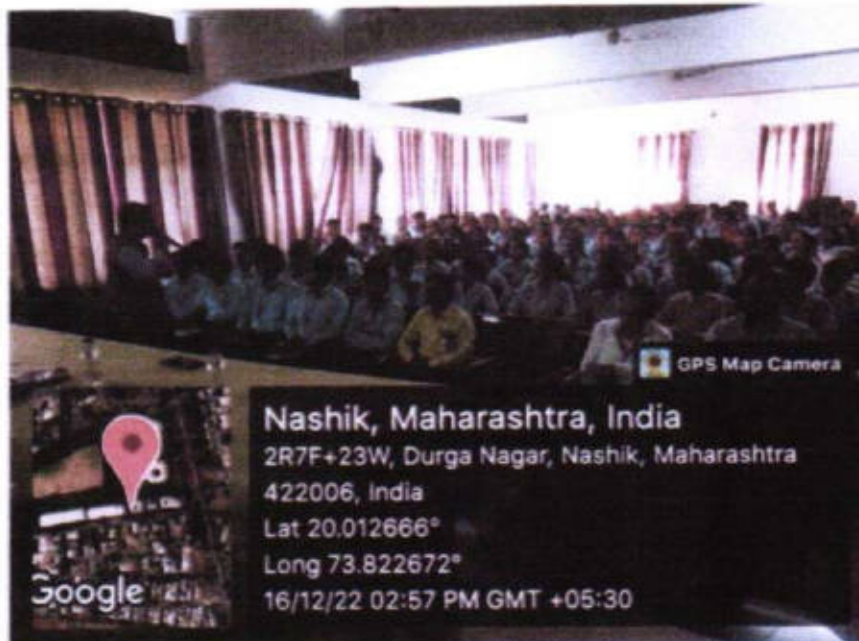 GPS Map Camera
Nashik, Maharashtra, India
2R7F+23W, Durga Nagar, Nashik, Maharashtra
422006, India
Lat 20.012666°
Long 73.822672°
16/12/22 02:57 PM GMT +05:30
Google